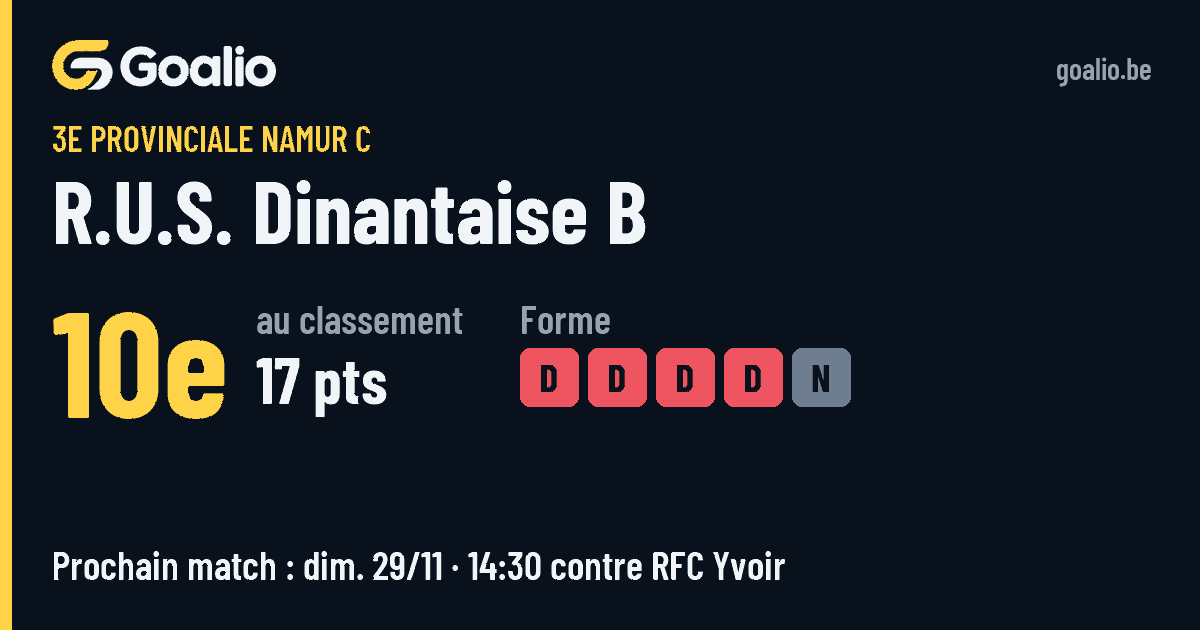 Goalio
goalio.be
3E PROVINCIALE NAMUR C
R.U.S. Dinantaise B
10e
au classement
17 pts
Forme
D D D D N
Prochain match : dim. 29/11 · 14:30 contre RFC Yvoir